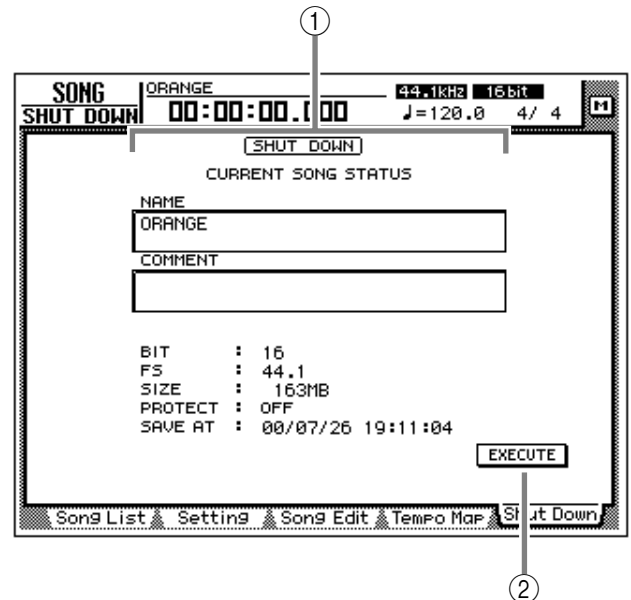 ①
SONG ORANGE 44.1kHz 16bit
SHUT DOWN 00:00:00.000 ♩=120.0 4/ 4 M
SHUT DOWN
CURRENT SONG STATUS
NAME
ORANGE
COMMENT
BIT : 16
FS : 44.1
SIZE : 163MB
PROTECT : OFF
SAVE AT : 00/07/26 19:11:04
EXECUTE
Song List Setting Song Edit Tempo Map Shut Down
②